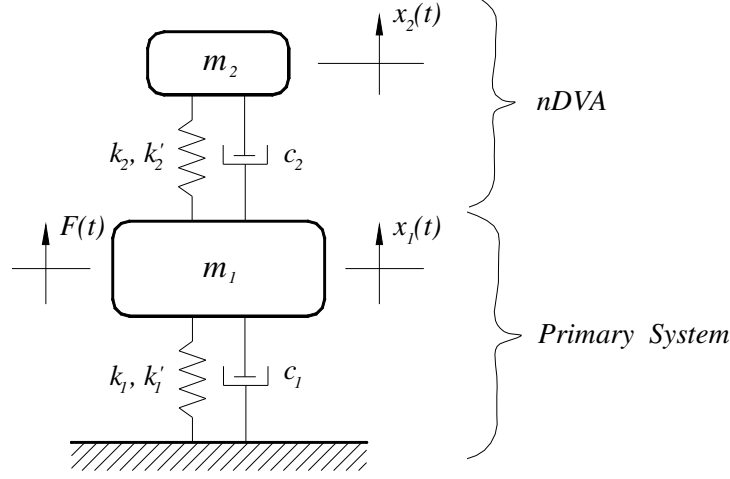 x₂(t)
m₂
nDVA
k₂, k₂′
c₂
F(t)
x₁(t)
m₁
Primary System
k₁, k₁′
c₁